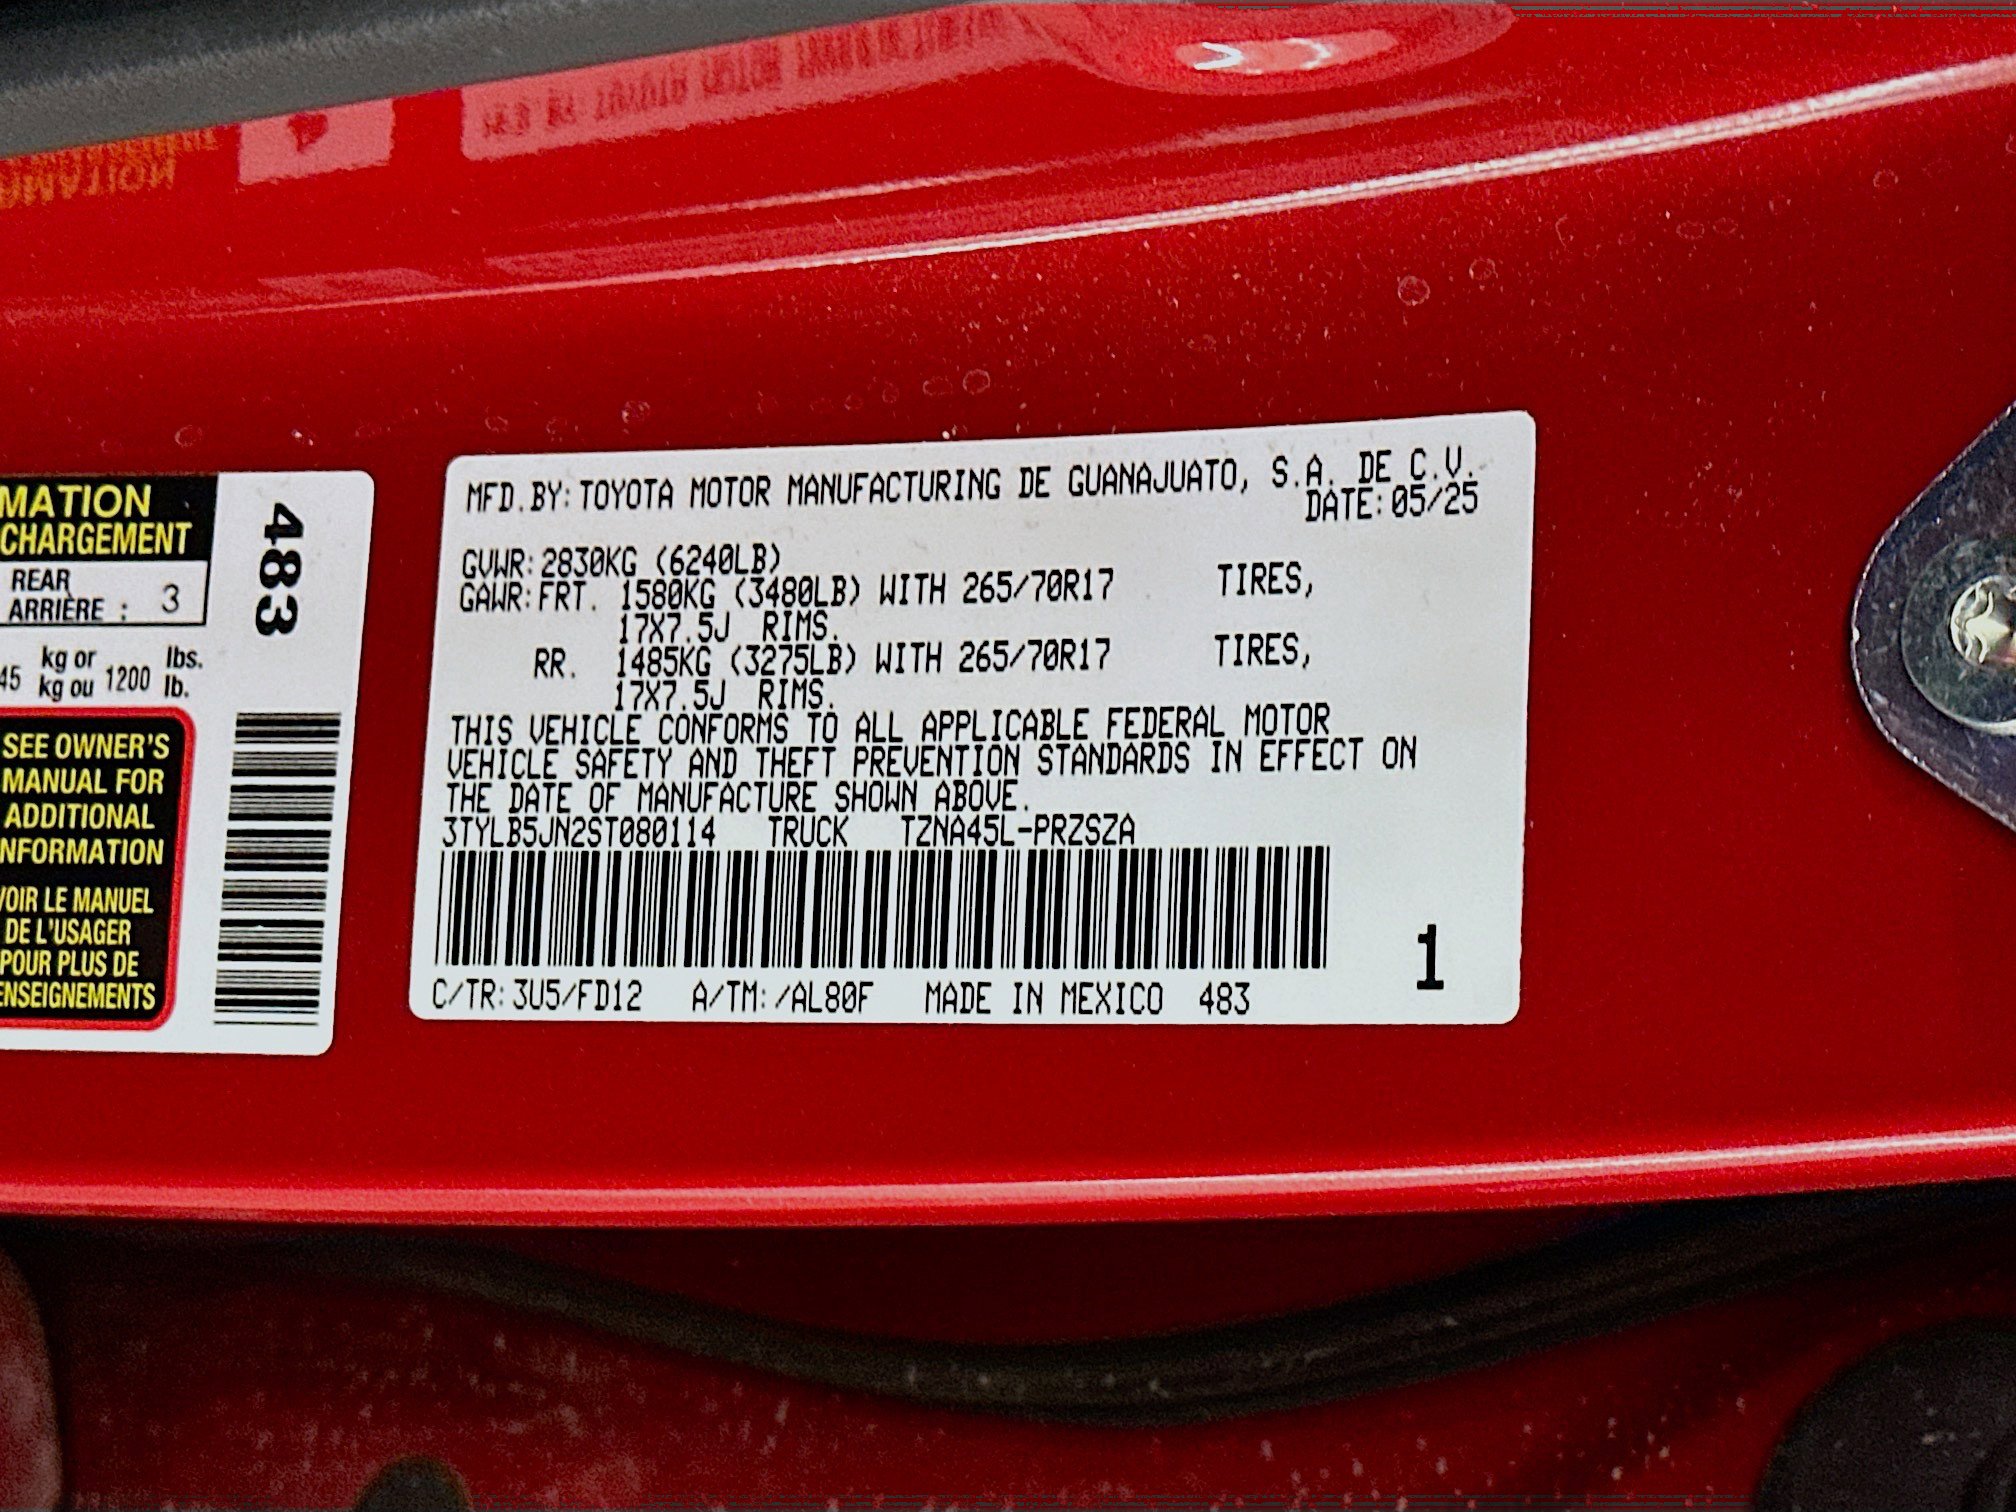 MATION
CHARGEMENT
REAR
ARRIÈRE : 3
45 kg or 1200 lbs.
kg ou lb.
SEE OWNER'S
MANUAL FOR
ADDITIONAL
NFORMATION
VOIR LE MANUEL
DE L'USAGER
POUR PLUS DE
ENSEIGNEMENTS
483
MFD.BY:TOYOTA MOTOR MANUFACTURING DE GUANAJUATO, S.A. DE C.V.
DATE:05/25
GVWR:2830KG (6240LB)
GAWR:FRT. 1580KG (3480LB) WITH 265/70R17 TIRES,
17X7.5J RIMS.
RR. 1485KG (3275LB) WITH 265/70R17 TIRES,
17X7.5J RIMS.
THIS VEHICLE CONFORMS TO ALL APPLICABLE FEDERAL MOTOR
VEHICLE SAFETY AND THEFT PREVENTION STANDARDS IN EFFECT ON
THE DATE OF MANUFACTURE SHOWN ABOVE.
3TYLB5JN2ST080114 TRUCK TZNA45L-PRZSZA
1
C/TR:3U5/FD12 A/TM:/AL80F MADE IN MEXICO 483